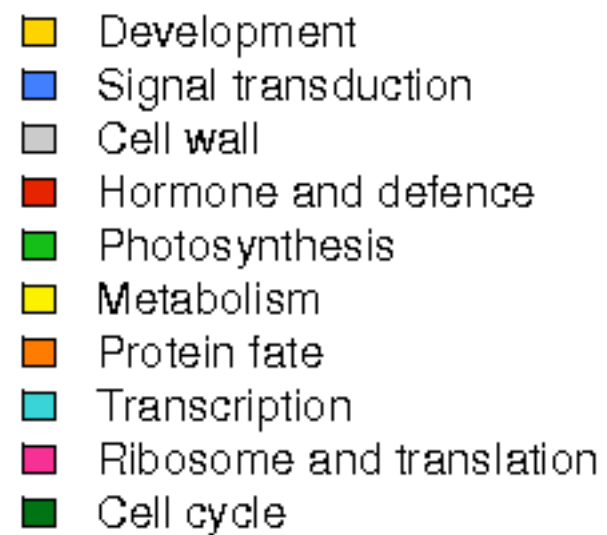 Development
Signal transduction
Cell wall
Hormone and defence
Photosynthesis
Metabolism
Protein fate
Transcription
Ribosome and translation
Cell cycle